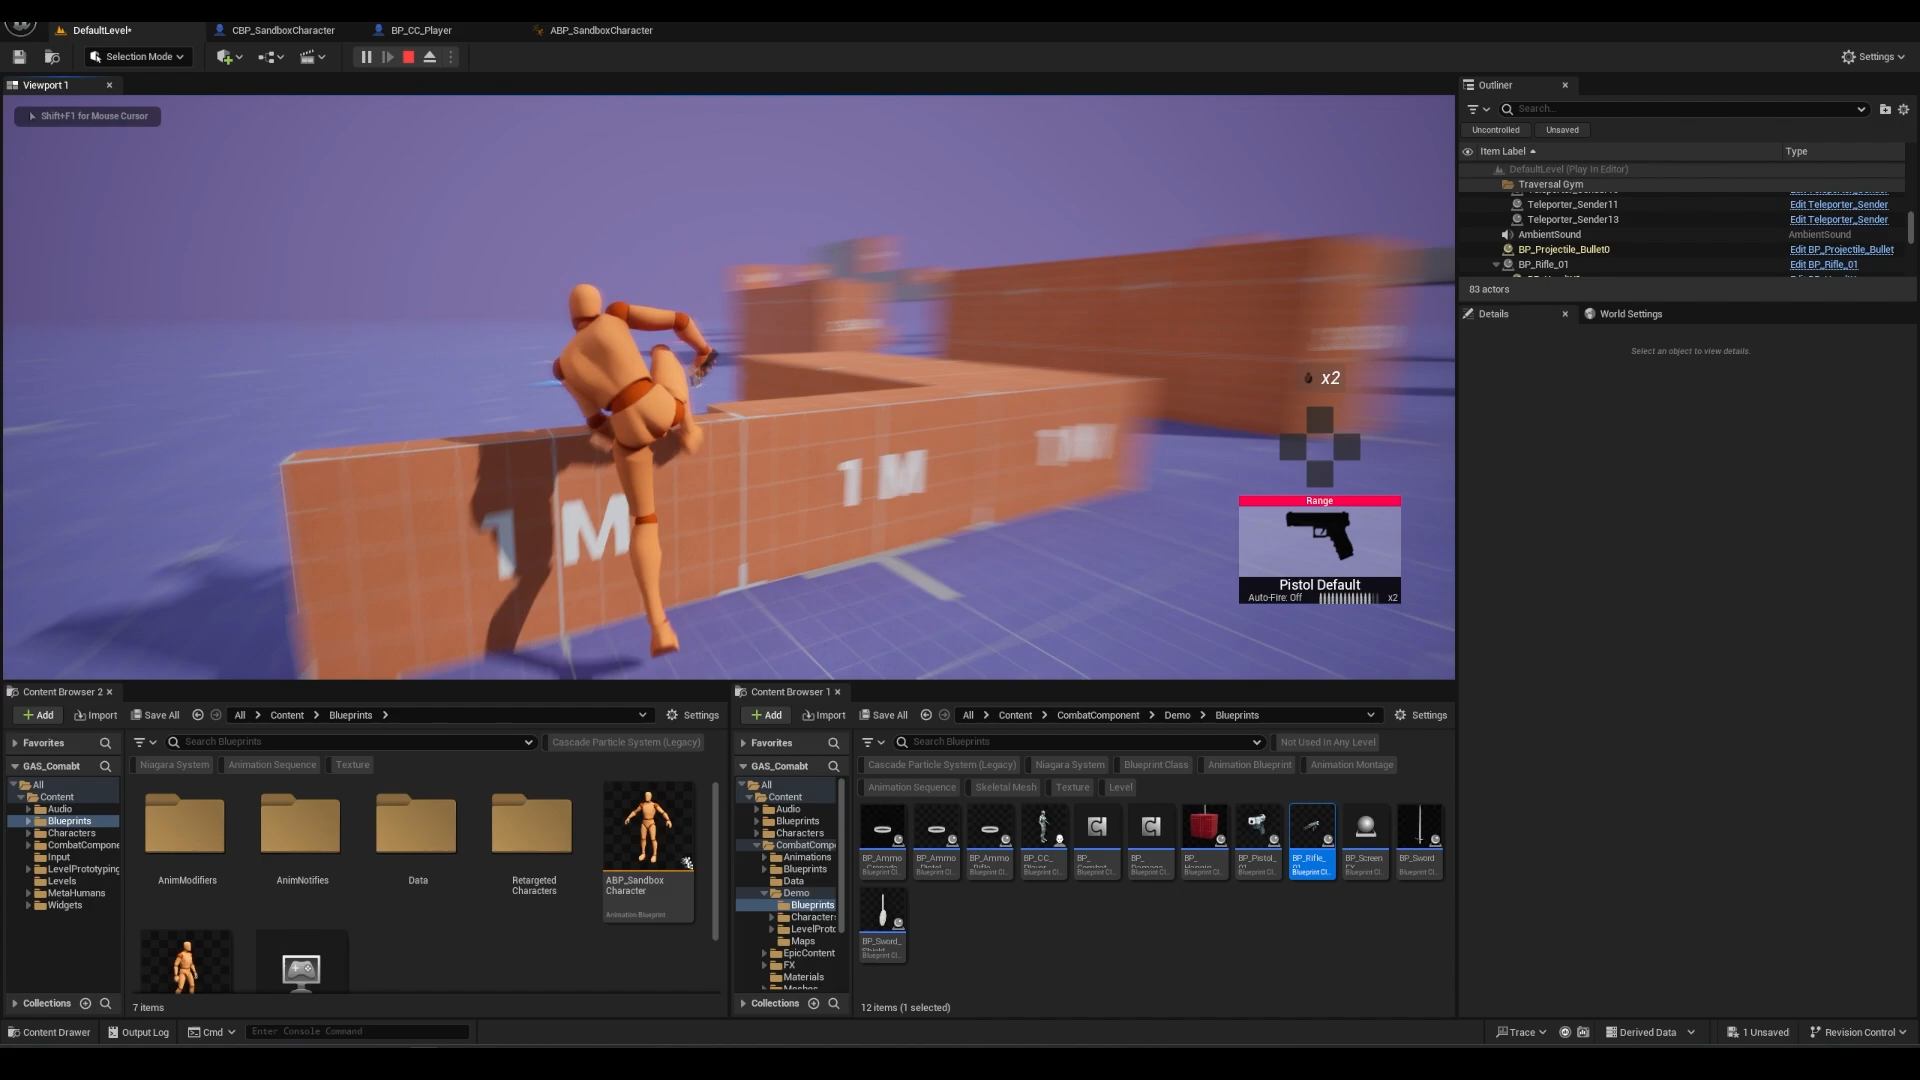 DefaultLevel*
CBP_SandboxCharacter
BP_CC_Player
ABP_SandboxCharacter
Selection Mode
Settings
Viewport 1
Shift+F1 for Mouse Cursor
1 M
1 M
x2
Range
Pistol Default
Auto-Fire: Off
x2
Outliner
Search...
Uncontrolled
Unsaved
Item Label
Type
DefaultLevel (Play In Editor)
Traversal Gym
Teleporter_Sender11
Edit Teleporter_Sender
Teleporter_Sender13
Edit Teleporter_Sender
AmbientSound
AmbientSound
BP_Projectile_Bullet0
Edit BP_Projectile_Bullet
BP_Rifle_01
Edit BP_Rifle_01
83 actors
Details
World Settings
Select an object to view details.
Content Browser 2
Add
Import
Save All
All
Content
Blueprints
Settings
Favorites
Search Blueprints
Cascade Particle System (Legacy)
GAS_Comabt
Niagara System
Animation Sequence
Texture
All
Content
Audio
Blueprints
Characters
CombatCompone
Input
LevelPrototyping
Levels
MetaHumans
Widgets
AnimModifiers
AnimNotifies
Data
Retargeted
Characters
ABP_Sandbox
Character
Animation Blueprint
Collections
7 items
Content Browser 1
Add
Import
Save All
All
Content
CombatComponent
Demo
Blueprints
Settings
Favorites
Search Blueprints
Not Used In Any Level
GAS_Comabt
Cascade Particle System (Legacy)
Niagara System
Blueprint Class
Animation Blueprint
Animation Montage
Animation Sequence
Skeletal Mesh
Texture
Level
All
Content
Audio
Blueprints
Characters
CombatComp
Animations
Blueprints
Data
Demo
Blueprints
Character
LevelProto
Maps
EpicContent
FX
Materials
BP_Ammo
Blueprint Cl...
BP_Ammo
Blueprint Cl...
BP_Ammo
Blueprint Cl...
BP_CC_
Player
Blueprint Cl...
BP_
Blueprint Cl...
BP_
Blueprint Cl...
BP_
Blueprint Cl...
BP_Pistol_
Blueprint Cl...
BP_Rifle_
Blueprint Cl...
BP_Screen
Blueprint Cl...
BP_Sword
Blueprint Cl...
BP_Sword_
Blueprint Cl...
Collections
12 items (1 selected)
Content Drawer
Output Log
Cmd
Enter Console Command
Trace
Derived Data
1 Unsaved
Revision Control